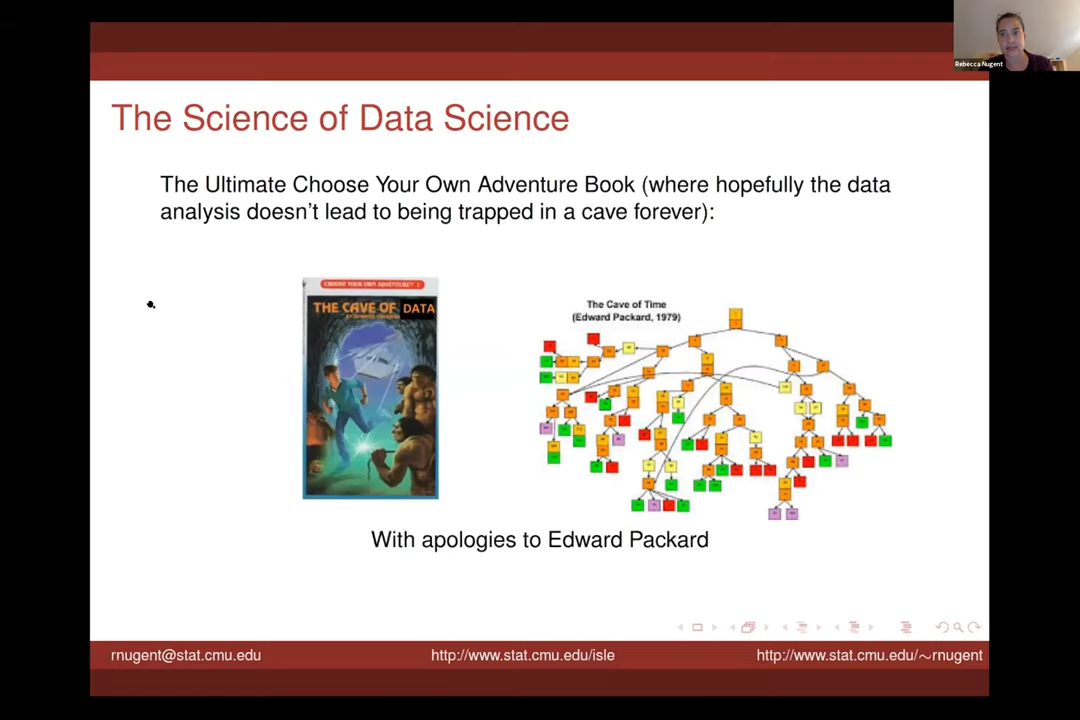 Rebecca Nugent
The Science of Data Science
The Ultimate Choose Your Own Adventure Book (where hopefully the data
analysis doesn't lead to being trapped in a cave forever):
CHOOSE YOUR OWN ADVENTURE® 1
THE CAVE OF DATA
The Cave of Time
(Edward Packard, 1979)
With apologies to Edward Packard
rnugent@stat.cmu.edu
http://www.stat.cmu.edu/isle
http://www.stat.cmu.edu/~rnugent